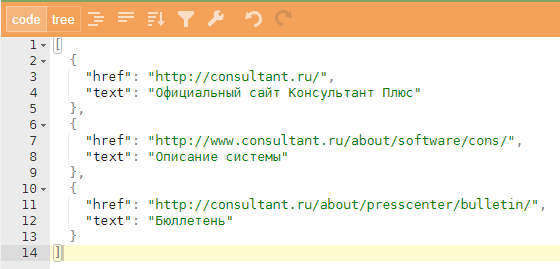 code tree
1 [
2 {
3 "href": "http://consultant.ru/",
4 "text": "Официальный сайт Консультант Плюс"
5 },
6 {
7 "href": "http://www.consultant.ru/about/software/cons/",
8 "text": "Описание системы"
9 },
10 {
11 "href": "http://consultant.ru/about/presscenter/bulletin/",
12 "text": "Бюллетень"
13 }
14 ]